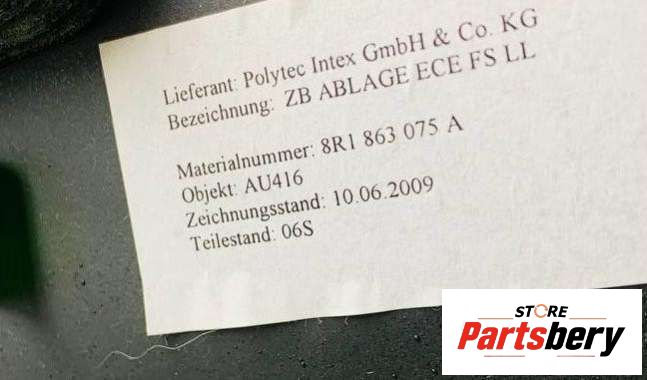 Lieferant: Polytec Intex GmbH & Co. KG
Bezeichnung: ZB ABLAGE ECE FS LL
Materialnummer: 8R1 863 075 A
Objekt: AU416
Zeichnungsstand: 10.06.2009
Teilestand: 06S
STORE
Partsbery